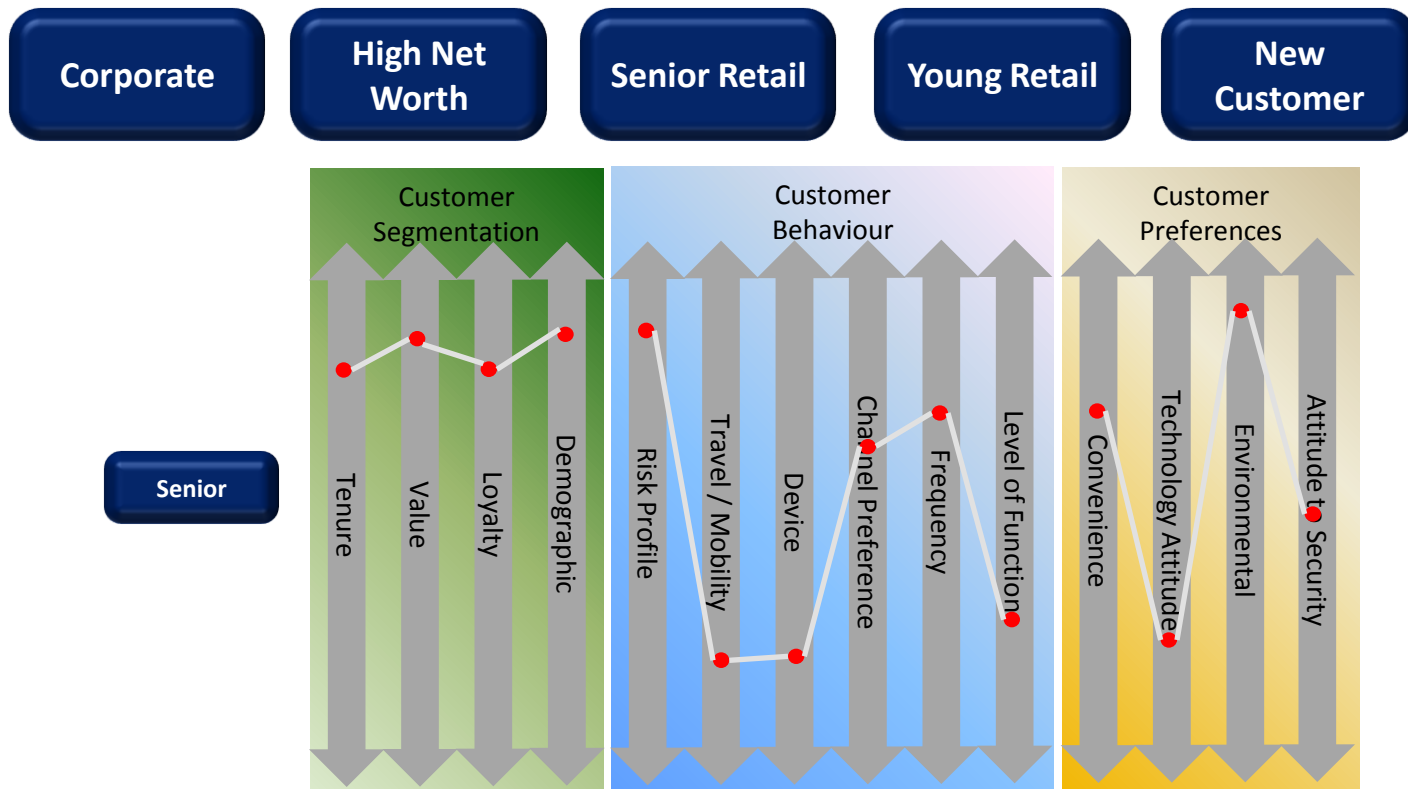 Corporate
High Net
Worth
Senior Retail
Young Retail
New
Customer
Customer
Segmentation
Customer
Behaviour
Customer
Preferences
Senior
Tenure
Value
Loyalty
Demographic
Risk Profile
Travel / Mobility
Device
Channel Preference
Frequency
Level of Function
Convenience
Technology Attitude
Environmental
Attitude to Security